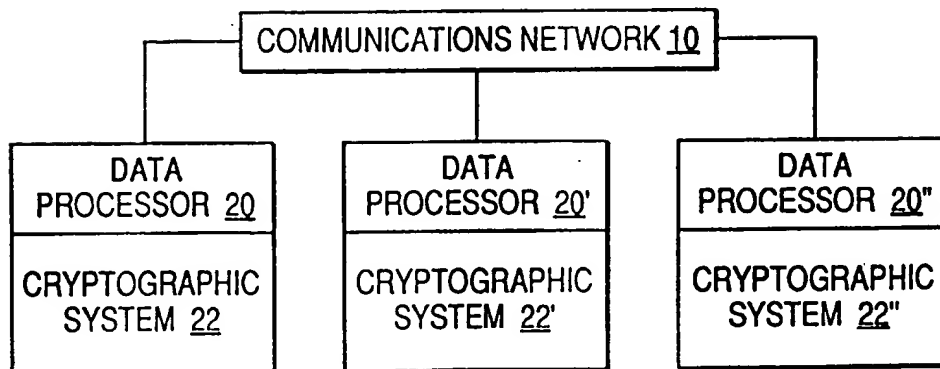 COMMUNICATIONS NETWORK 10
DATA
PROCESSOR 20
CRYPTOGRAPHIC
SYSTEM 22
DATA
PROCESSOR 20'
CRYPTOGRAPHIC
SYSTEM 22'
DATA
PROCESSOR 20"
CRYPTOGRAPHIC
SYSTEM 22"